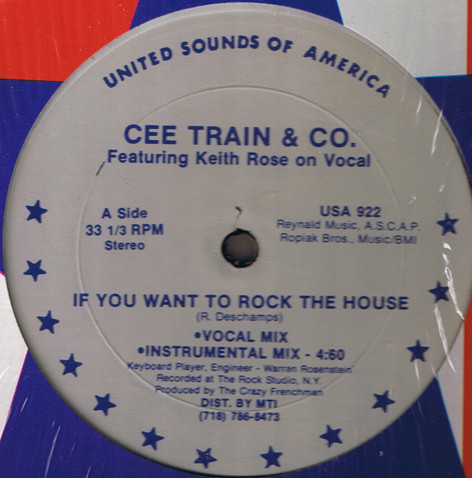 UNITED SOUNDS OF AMERICA
CEE TRAIN & CO.
Featuring Keith Rose on Vocal
A Side
33 1/3 RPM
Stereo
USA 922
Reynald Music, A.S.C.A.P.
Ropiak Bros., Music/BMI
IF YOU WANT TO ROCK THE HOUSE
(R. Deschamps)
•VOCAL MIX
•INSTRUMENTAL MIX - 4:60
Keyboard Player, Engineer - Warren Rosenstein
Recorded at The Rock Studio, N.Y.
Produced by The Crazy Frenchman
DIST. BY MTI
(718) 786-8473